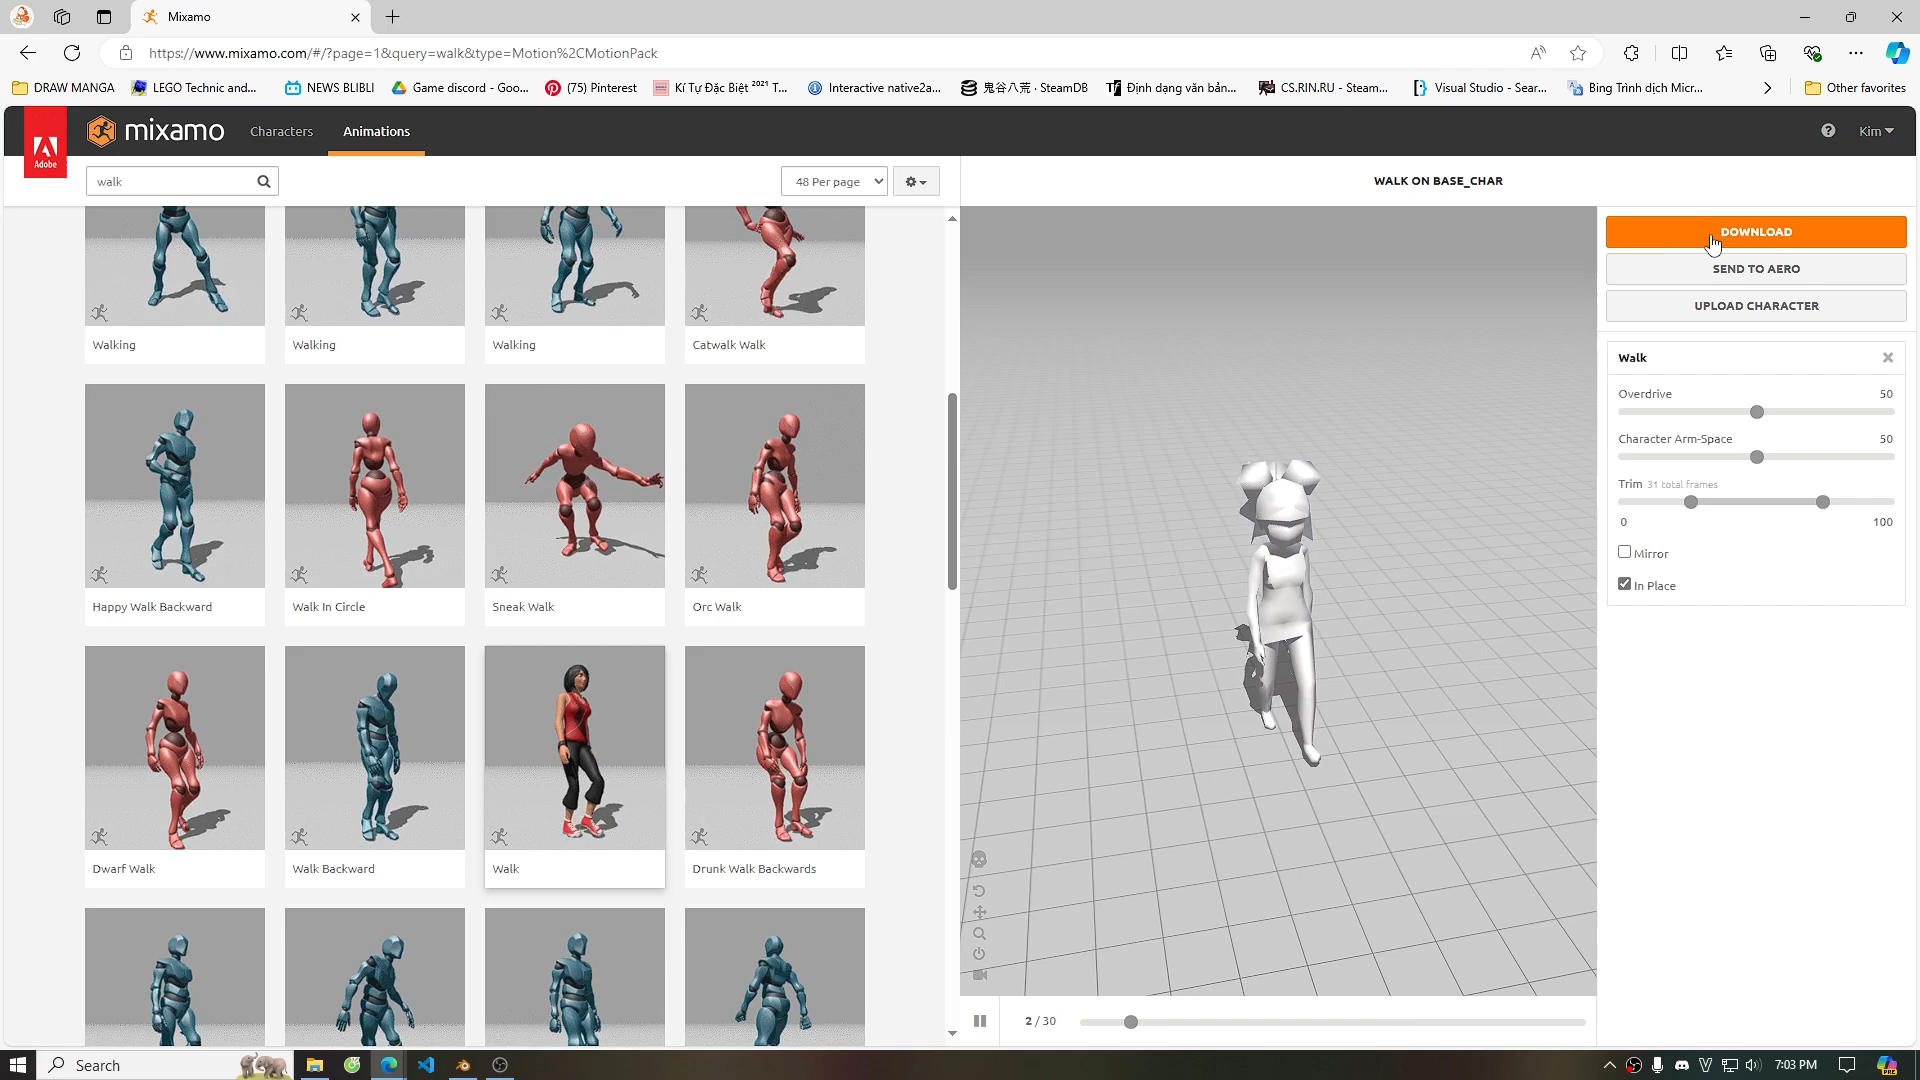 Mixamo
https://www.mixamo.com/#/?page=1&query=walk&type=Motion%2CMotionPack
DRAW MANGA
LEGO Technic and...
NEWS BLIBLI
Game discord - Goo...
(75) Pinterest
Kí Tự Đặc Biệt ²⁰²¹ T...
Interactive native2a...
鬼谷八荒 · SteamDB
Định dạng văn bản...
CS.RIN.RU - Steam...
Visual Studio - Sear...
Bing Trình dịch Micr...
Other favorites
Adobe
mixamo
Characters
Animations
Kim
walk
48 Per page
WALK ON BASE_CHAR
Walking
Walking
Walking
Catwalk Walk
Happy Walk Backward
Walk In Circle
Sneak Walk
Orc Walk
Dwarf Walk
Walk Backward
Walk
Drunk Walk Backwards
DOWNLOAD
SEND TO AERO
UPLOAD CHARACTER
Walk
Overdrive 50
Character Arm-Space 50
Trim 31 total frames
0 100
Mirror
In Place
2 / 30
Search
7:03 PM
PRE